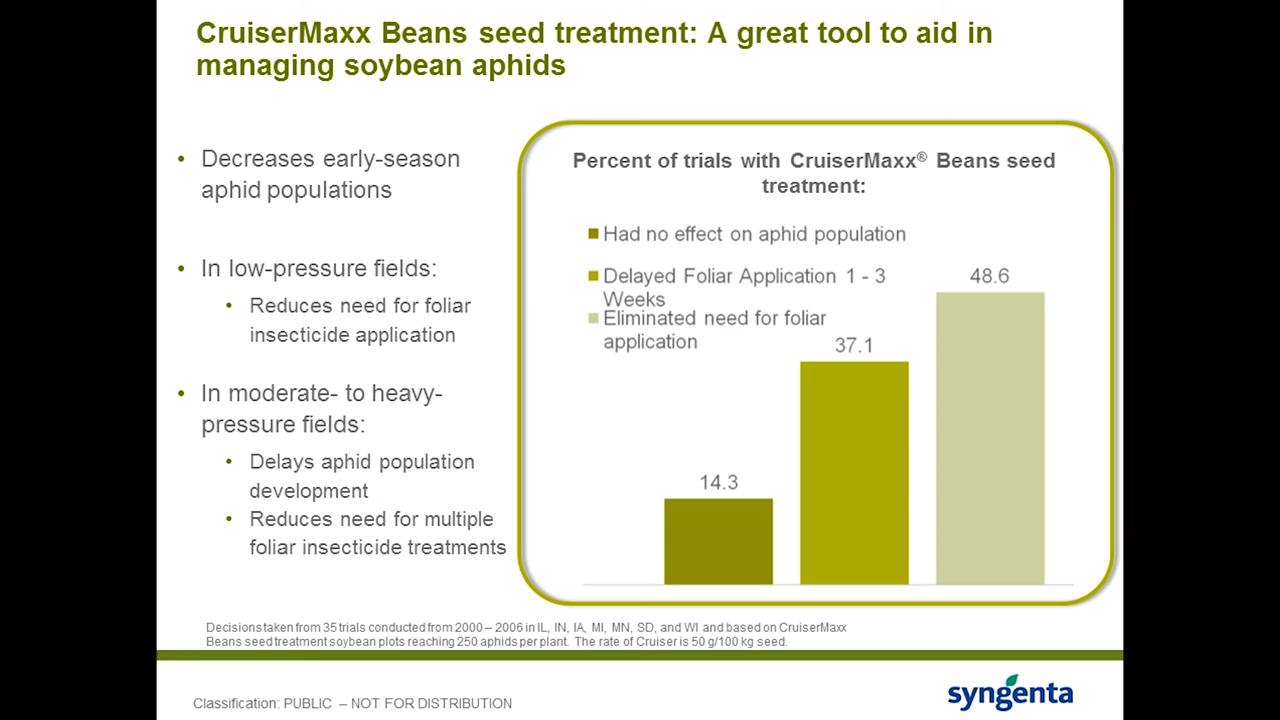 CruiserMaxx Beans seed treatment: A great tool to aid in
managing soybean aphids
• Decreases early-season
aphid populations
• In low-pressure fields:
• Reduces need for foliar
insecticide application
• In moderate- to heavy-
pressure fields:
• Delays aphid population
development
• Reduces need for multiple
foliar insecticide treatments
Percent of trials with CruiserMaxx® Beans seed
treatment:
Had no effect on aphid population
Delayed Foliar Application 1 - 3
Weeks
Eliminated need for foliar
application
14.3
37.1
48.6
Decisions taken from 35 trials conducted from 2000 – 2006 in IL, IN, IA, MI, MN, SD, and WI and based on CruiserMaxx
Beans seed treatment soybean plots reaching 250 aphids per plant. The rate of Cruiser is 50 g/100 kg seed.
Classification: PUBLIC – NOT FOR DISTRIBUTION
syngenta